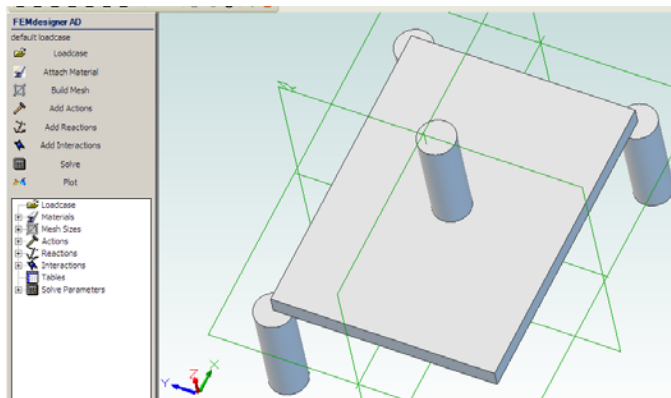 FEMdesigner AD
default loadcase
Loadcase
Attach Material
Build Mesh
Add Actions
Add Reactions
Add Interactions
Solve
Plot
Loadcase
Materials
Mesh Sizes
Actions
Reactions
Interactions
Tables
Solve Parameters
Y
Z
X